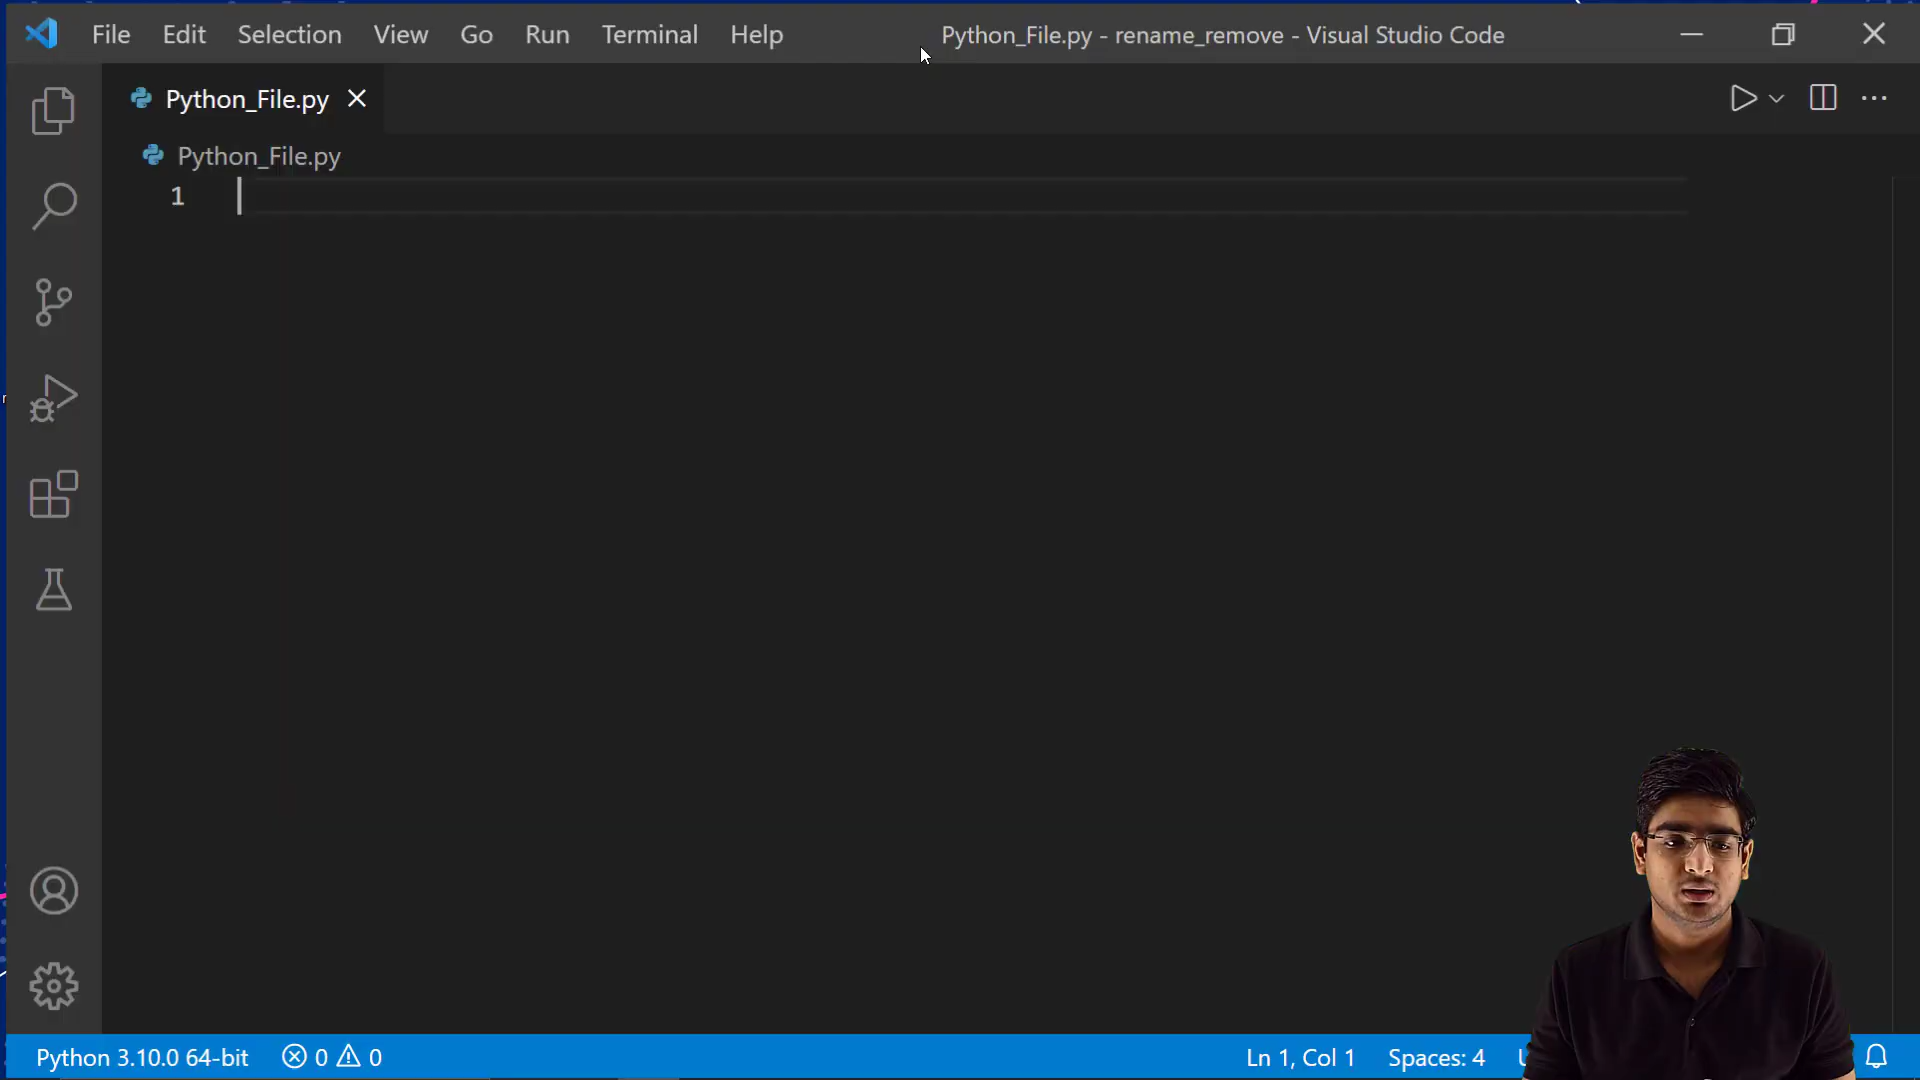 File Edit Selection View Go Run Terminal Help Python_File.py - rename_remove - Visual Studio Code
Python_File.py
Python_File.py
1
Python 3.10.0 64-bit 0 0 Ln 1, Col 1 Spaces: 4